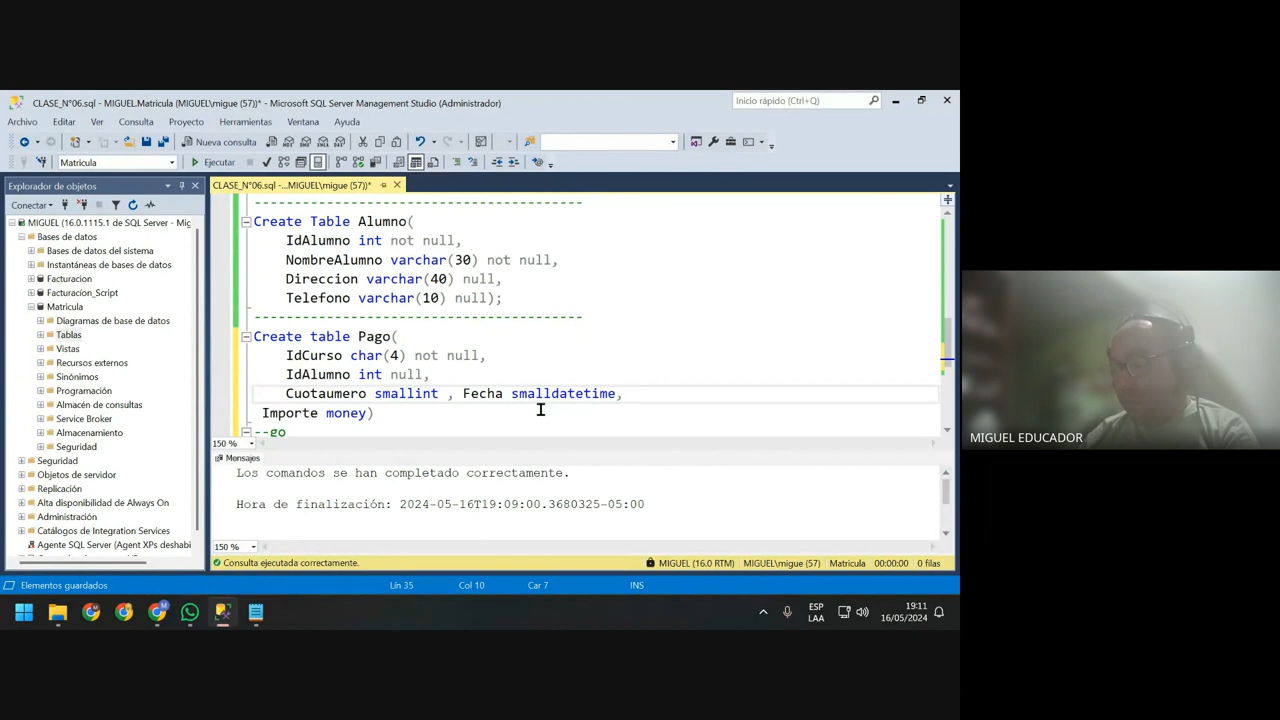 CLASE_N°06.sql - MIGUEL.Matricula (MIGUEL\migue (57))* - Microsoft SQL Server Management Studio (Administrador)
Inicio rápido (Ctrl+Q)
Archivo Editar Ver Consulta Proyecto Herramientas Ventana Ayuda
Nueva consulta
Matricula
Ejecutar
Explorador de objetos
CLASE_N°06.sql -...MIGUEL\migue (57))*
Conectar
MIGUEL (16.0.1115.1 de SQL Server - Mig
Bases de datos
Bases de datos del sistema
Instantáneas de bases de datos
Facturacion
Facturacíon_Script
Matricula
Diagramas de base de datos
Tablas
Vistas
Recursos externos
Sinónimos
Programación
Almacén de consultas
Service Broker
Almacenamiento
Seguridad
Seguridad
Objetos de servidor
Replicación
Alta disponibilidad de Always On
Administración
Catálogos de Integration Services
Agente SQL Server (Agent XPs deshabi
------------------------------------------
Create Table Alumno(
IdAlumno int not null,
NombreAlumno varchar(30) not null,
Direccion varchar(40) null,
Telefono varchar(10) null);
------------------------------------------
Create table Pago(
IdCurso char(4) not null,
IdAlumno int null,
Cuotaumero smallint , Fecha smalldatetime,
Importe money)
--go
150 %
Mensajes
Los comandos se han completado correctamente.
Hora de finalización: 2024-05-16T19:09:00.3680325-05:00
150 %
Consulta ejecutada correctamente.
MIGUEL (16.0 RTM) MIGUEL\migue (57) Matricula 00:00:00 0 filas
Elementos guardados
Lín 35 Col 10 Car 7 INS
ESP
LAA
19:11
16/05/2024
MIGUEL EDUCADOR